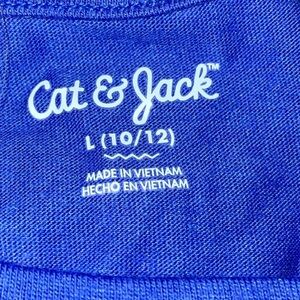 Cat & Jack™
L (10/12)
MADE IN VIETNAM
HECHO EN VIETNAM